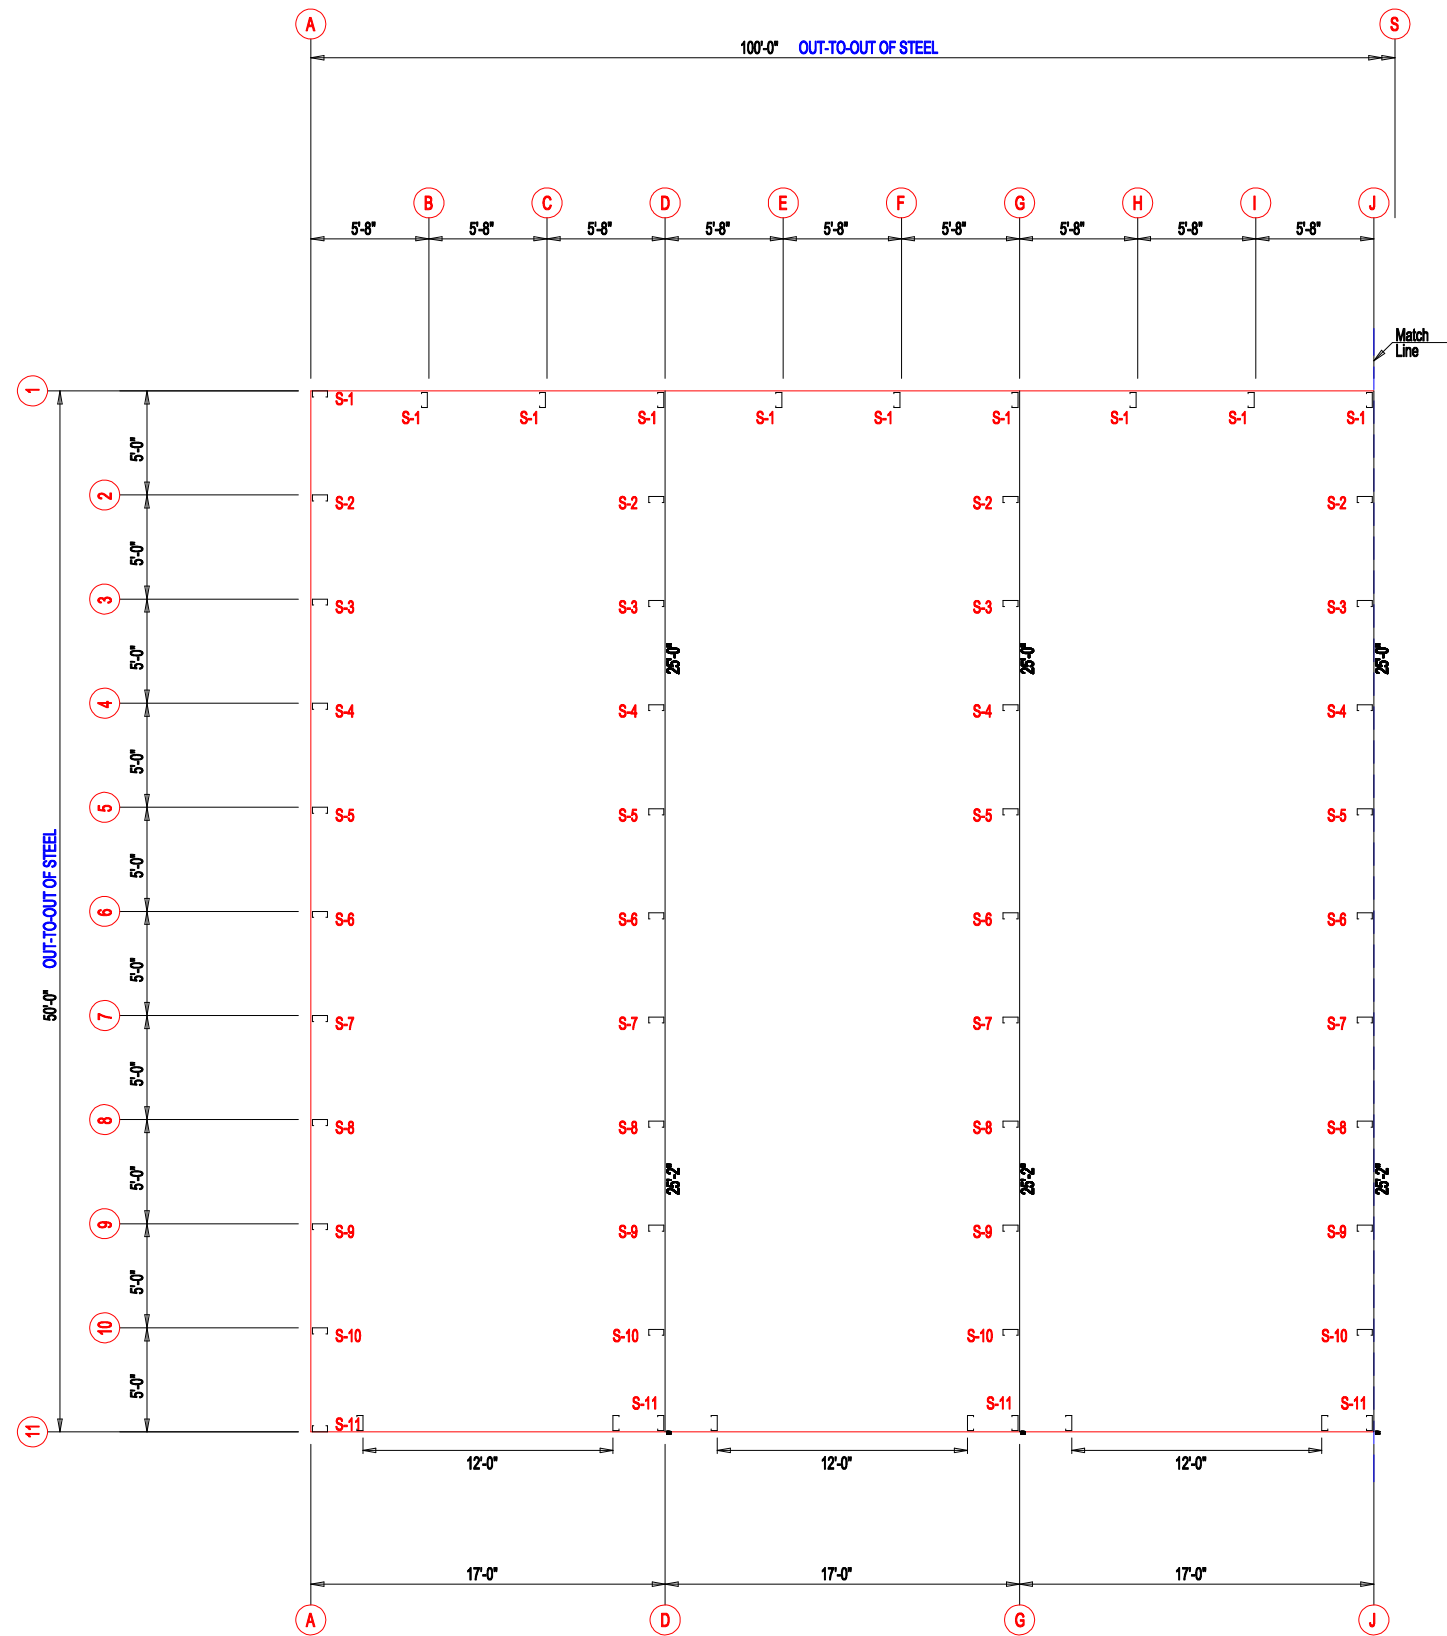 A
S
100'-0" OUT-TO-OUT OF STEEL
B
C
D
E
F
G
H
I
J
5'-8"
5'-8"
5'-8"
5'-8"
5'-8"
5'-8"
5'-8"
5'-8"
5'-8"
Match
Line
1
S-1
S-1
S-1
S-1
S-1
S-1
S-1
S-1
S-1
S-1
5'-0"
2
S-2
S-2
S-2
S-2
5'-0"
3
S-3
S-3
S-3
S-3
5'-0"
25'-0"
25'-0"
25'-0"
4
S-4
S-4
S-4
S-4
5'-0"
5
S-5
S-5
S-5
S-5
5'-0"
50'-0" OUT-TO-OUT OF STEEL
6
S-6
S-6
S-6
S-6
5'-0"
7
S-7
S-7
S-7
S-7
5'-0"
8
S-8
S-8
S-8
S-8
5'-0"
25'-2"
25'-2"
25'-2"
9
S-9
S-9
S-9
S-9
5'-0"
10
S-10
S-10
S-10
S-10
5'-0"
11
S-11
S-11
S-11
S-11
12'-0"
12'-0"
12'-0"
17'-0"
17'-0"
17'-0"
A
D
G
J